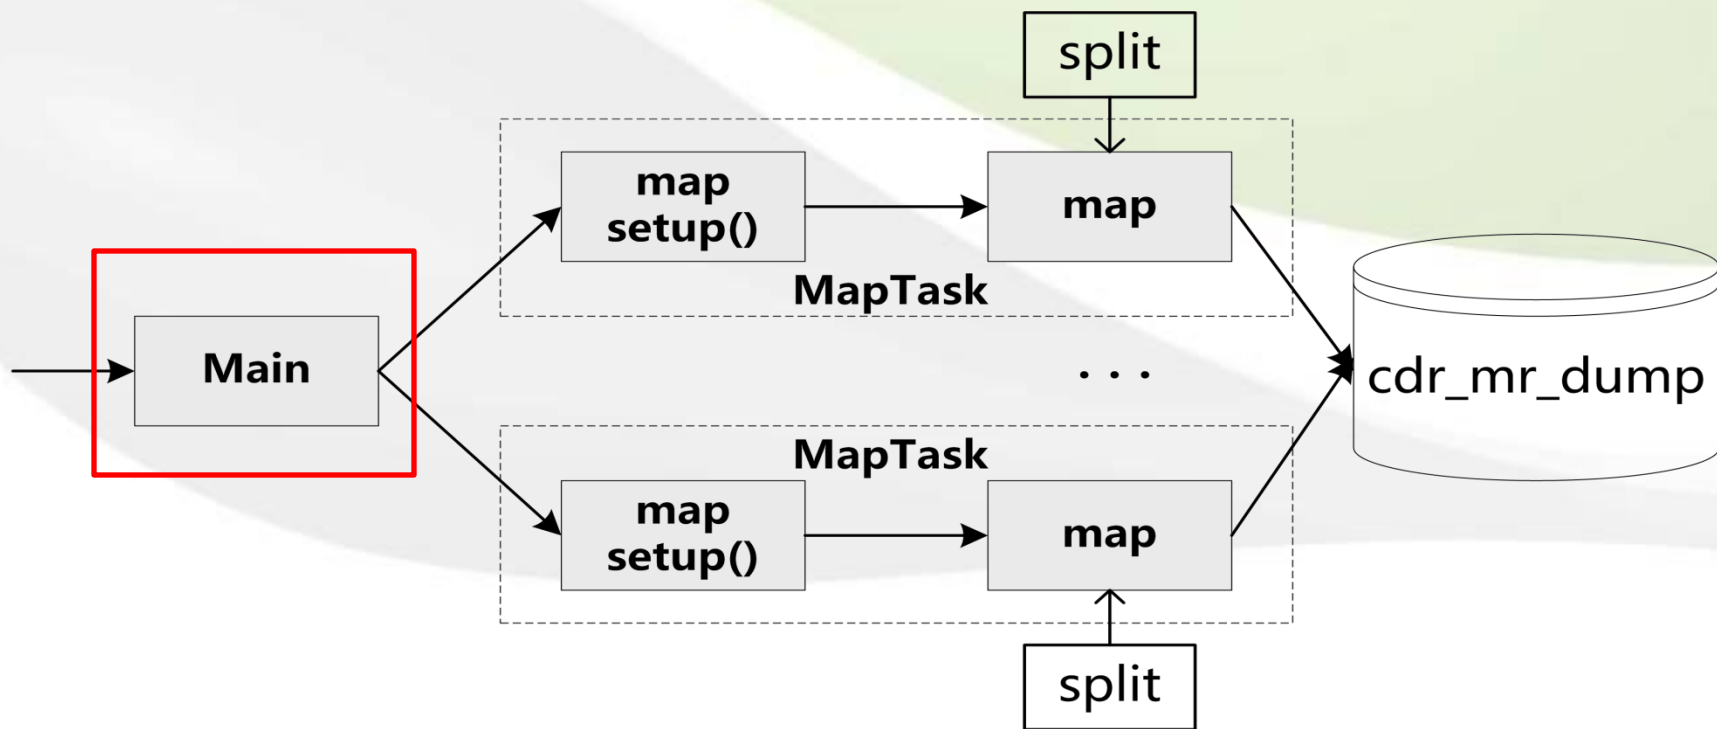 split
map
setup()
map
MapTask
Main
. . .
cdr_mr_dump
MapTask
map
setup()
map
split